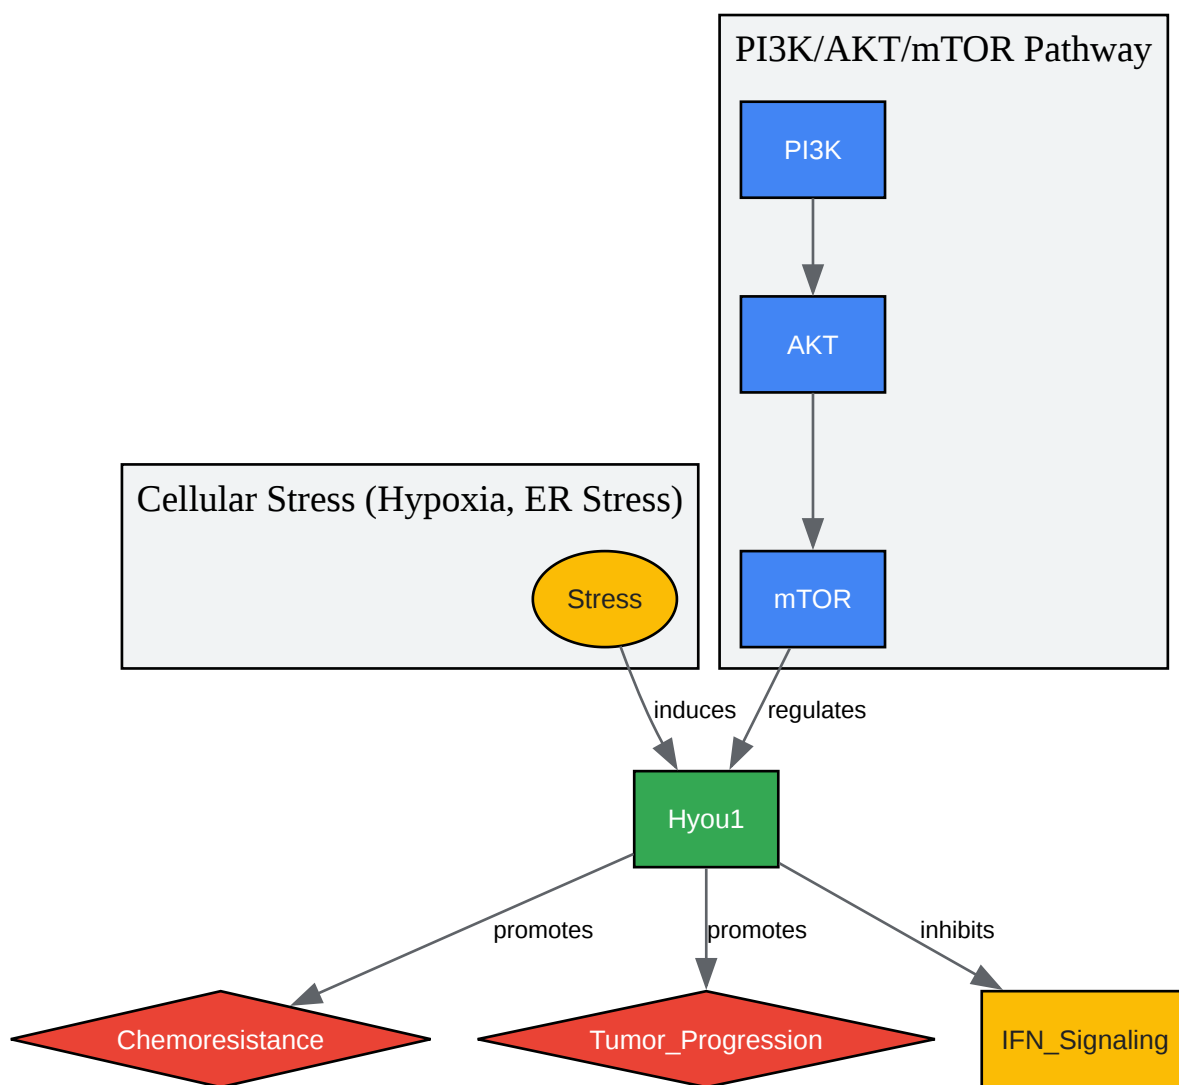 PI3K/AKT/mTOR Pathway
PI3K
AKT
Cellular Stress (Hypoxia, ER Stress)
Stress
mTOR
induces
regulates
Hyou1
promotes
promotes
inhibits
Chemoresistance
Tumor_Progression
IFN_Signaling